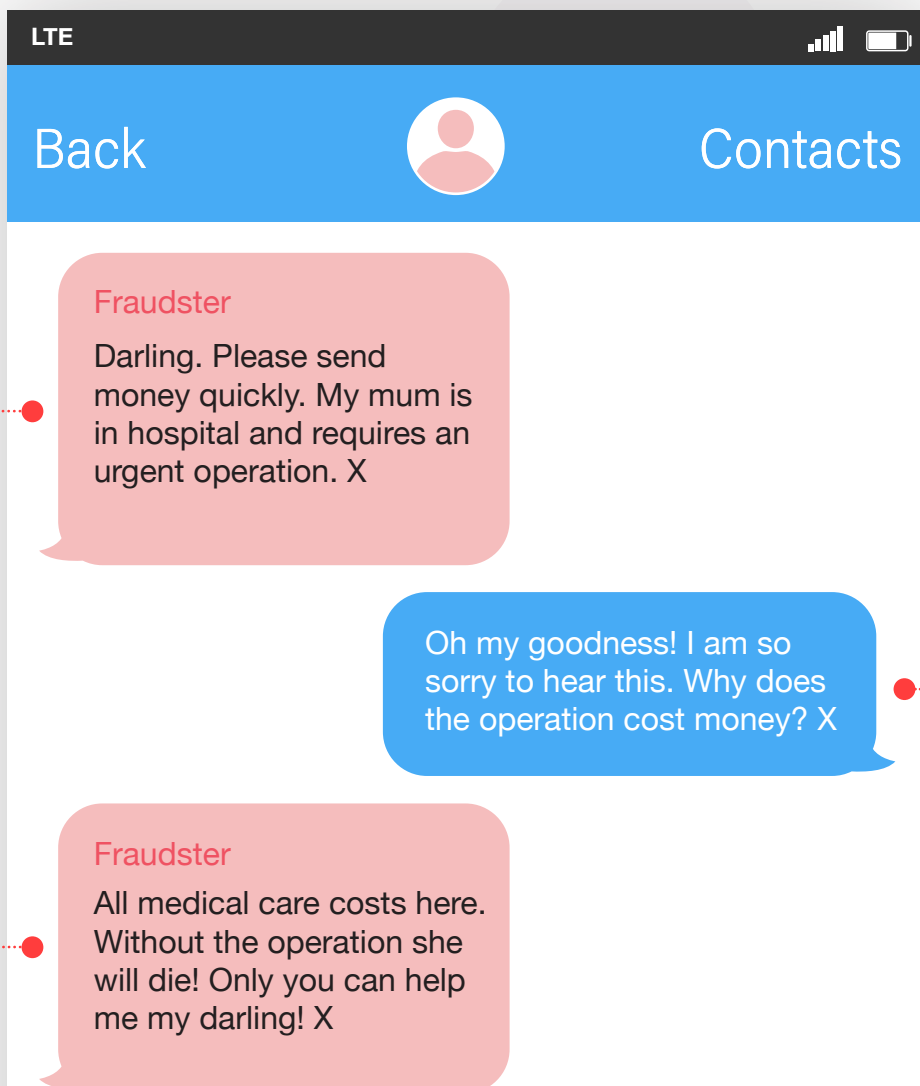 LTE
Back
Contacts
Fraudster
Darling. Please send
money quickly. My mum is
in hospital and requires an
urgent operation. X
Oh my goodness! I am so
sorry to hear this. Why does
the operation cost money? X
Fraudster
All medical care costs here.
Without the operation she
will die! Only you can help
me my darling! X